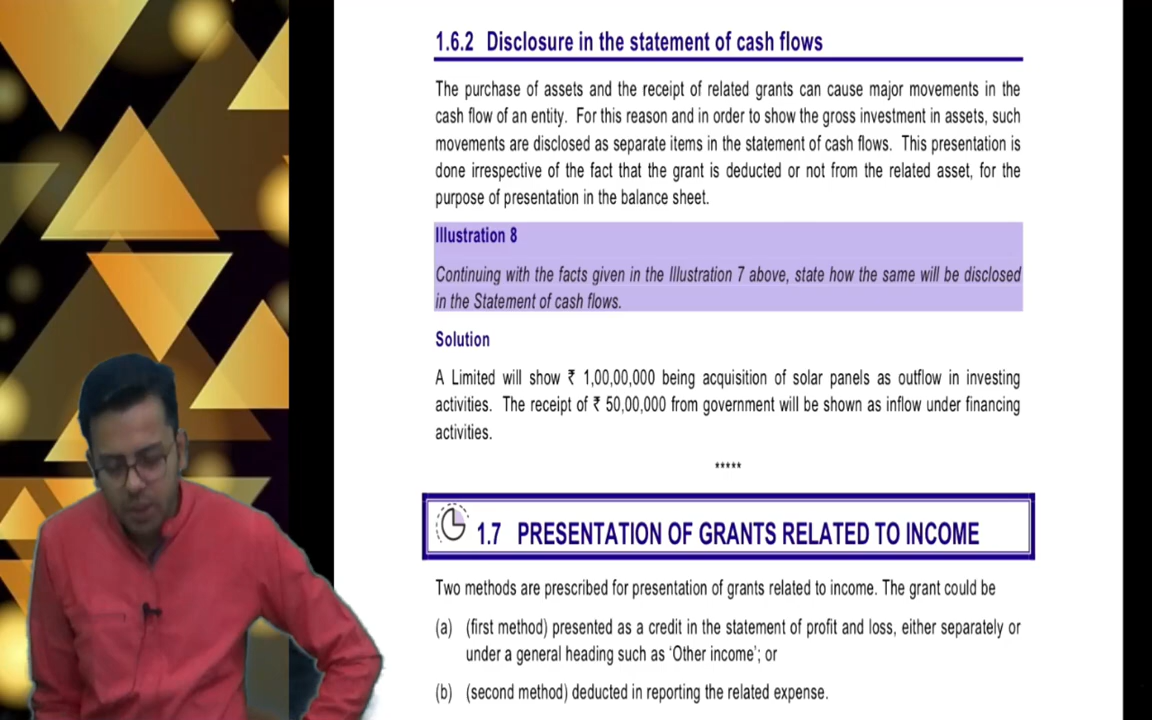 1.6.2 Disclosure in the statement of cash flows
The purchase of assets and the receipt of related grants can cause major movements in the
cash flow of an entity. For this reason and in order to show the gross investment in assets, such
movements are disclosed as separate items in the statement of cash flows. This presentation is
done irrespective of the fact that the grant is deducted or not from the related asset, for the
purpose of presentation in the balance sheet.
Illustration 8
Continuing with the facts given in the Illustration 7 above, state how the same will be disclosed
in the Statement of cash flows.
Solution
A Limited will show ₹ 1,00,00,000 being acquisition of solar panels as outflow in investing
activities. The receipt of ₹ 50,00,000 from government will be shown as inflow under financing
activities.
*****
1.7 PRESENTATION OF GRANTS RELATED TO INCOME
Two methods are prescribed for presentation of grants related to income. The grant could be
(a) (first method) presented as a credit in the statement of profit and loss, either separately or
under a general heading such as ‘Other income’; or
(b) (second method) deducted in reporting the related expense.